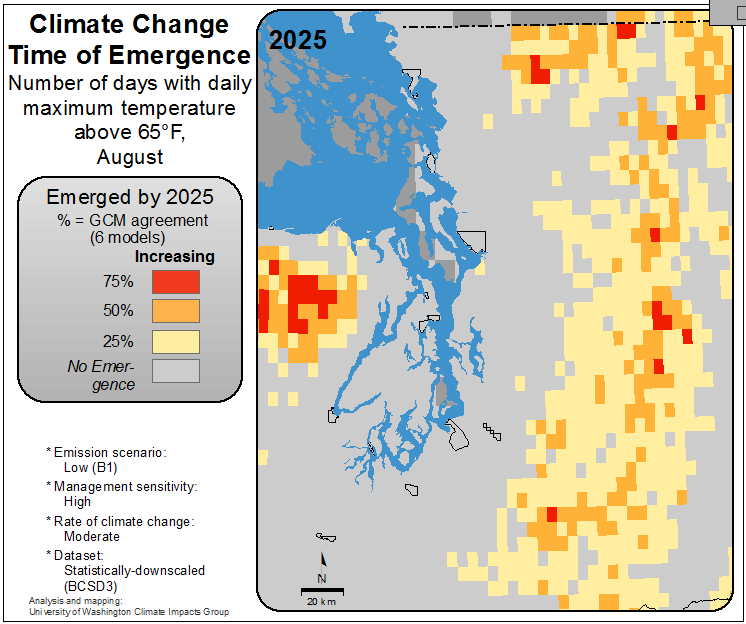 Climate Change
Time of Emergence
Number of days with daily
maximum temperature
above 65°F,
August
Emerged by 2025
% = GCM agreement
(6 models)
Increasing
75%
50%
25%
No Emer-
gence
* Emission scenario:
Low (B1)
* Management sensitivity:
High
* Rate of climate change:
Moderate
* Dataset:
Statistically-downscaled
(BCSD3)
Analysis and mapping:
University of Washington Climate Impacts Group
2025
N
20 km